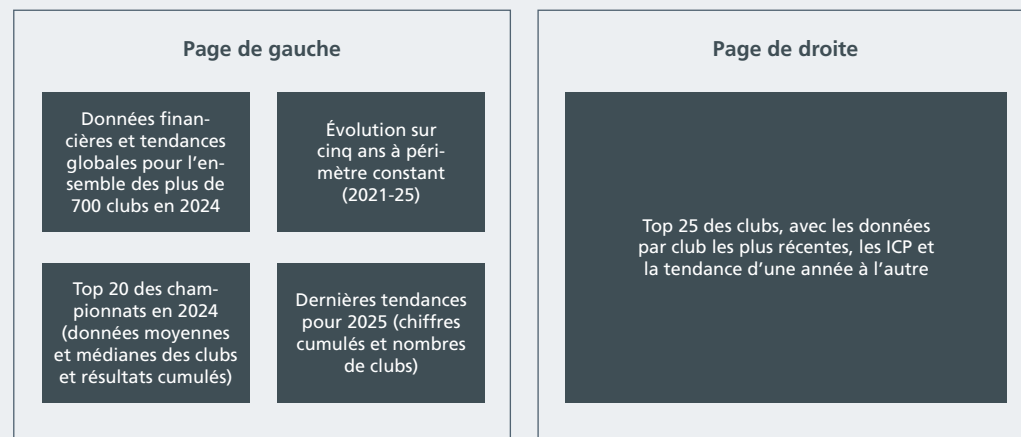 Page de gauche
Données finan-
cières et tendances
globales pour l'en-
semble des plus de
700 clubs en 2024
Évolution sur
cinq ans à péri-
mètre constant
(2021-25)
Top 20 des cham-
pionnats en 2024
(données moyennes
et médianes des clubs
et résultats cumulés)
Dernières tendances
pour 2025 (chiffres
cumulés et nombres
de clubs)
Page de droite
Top 25 des clubs, avec les données
par club les plus récentes, les ICP et
la tendance d'une année à l'autre